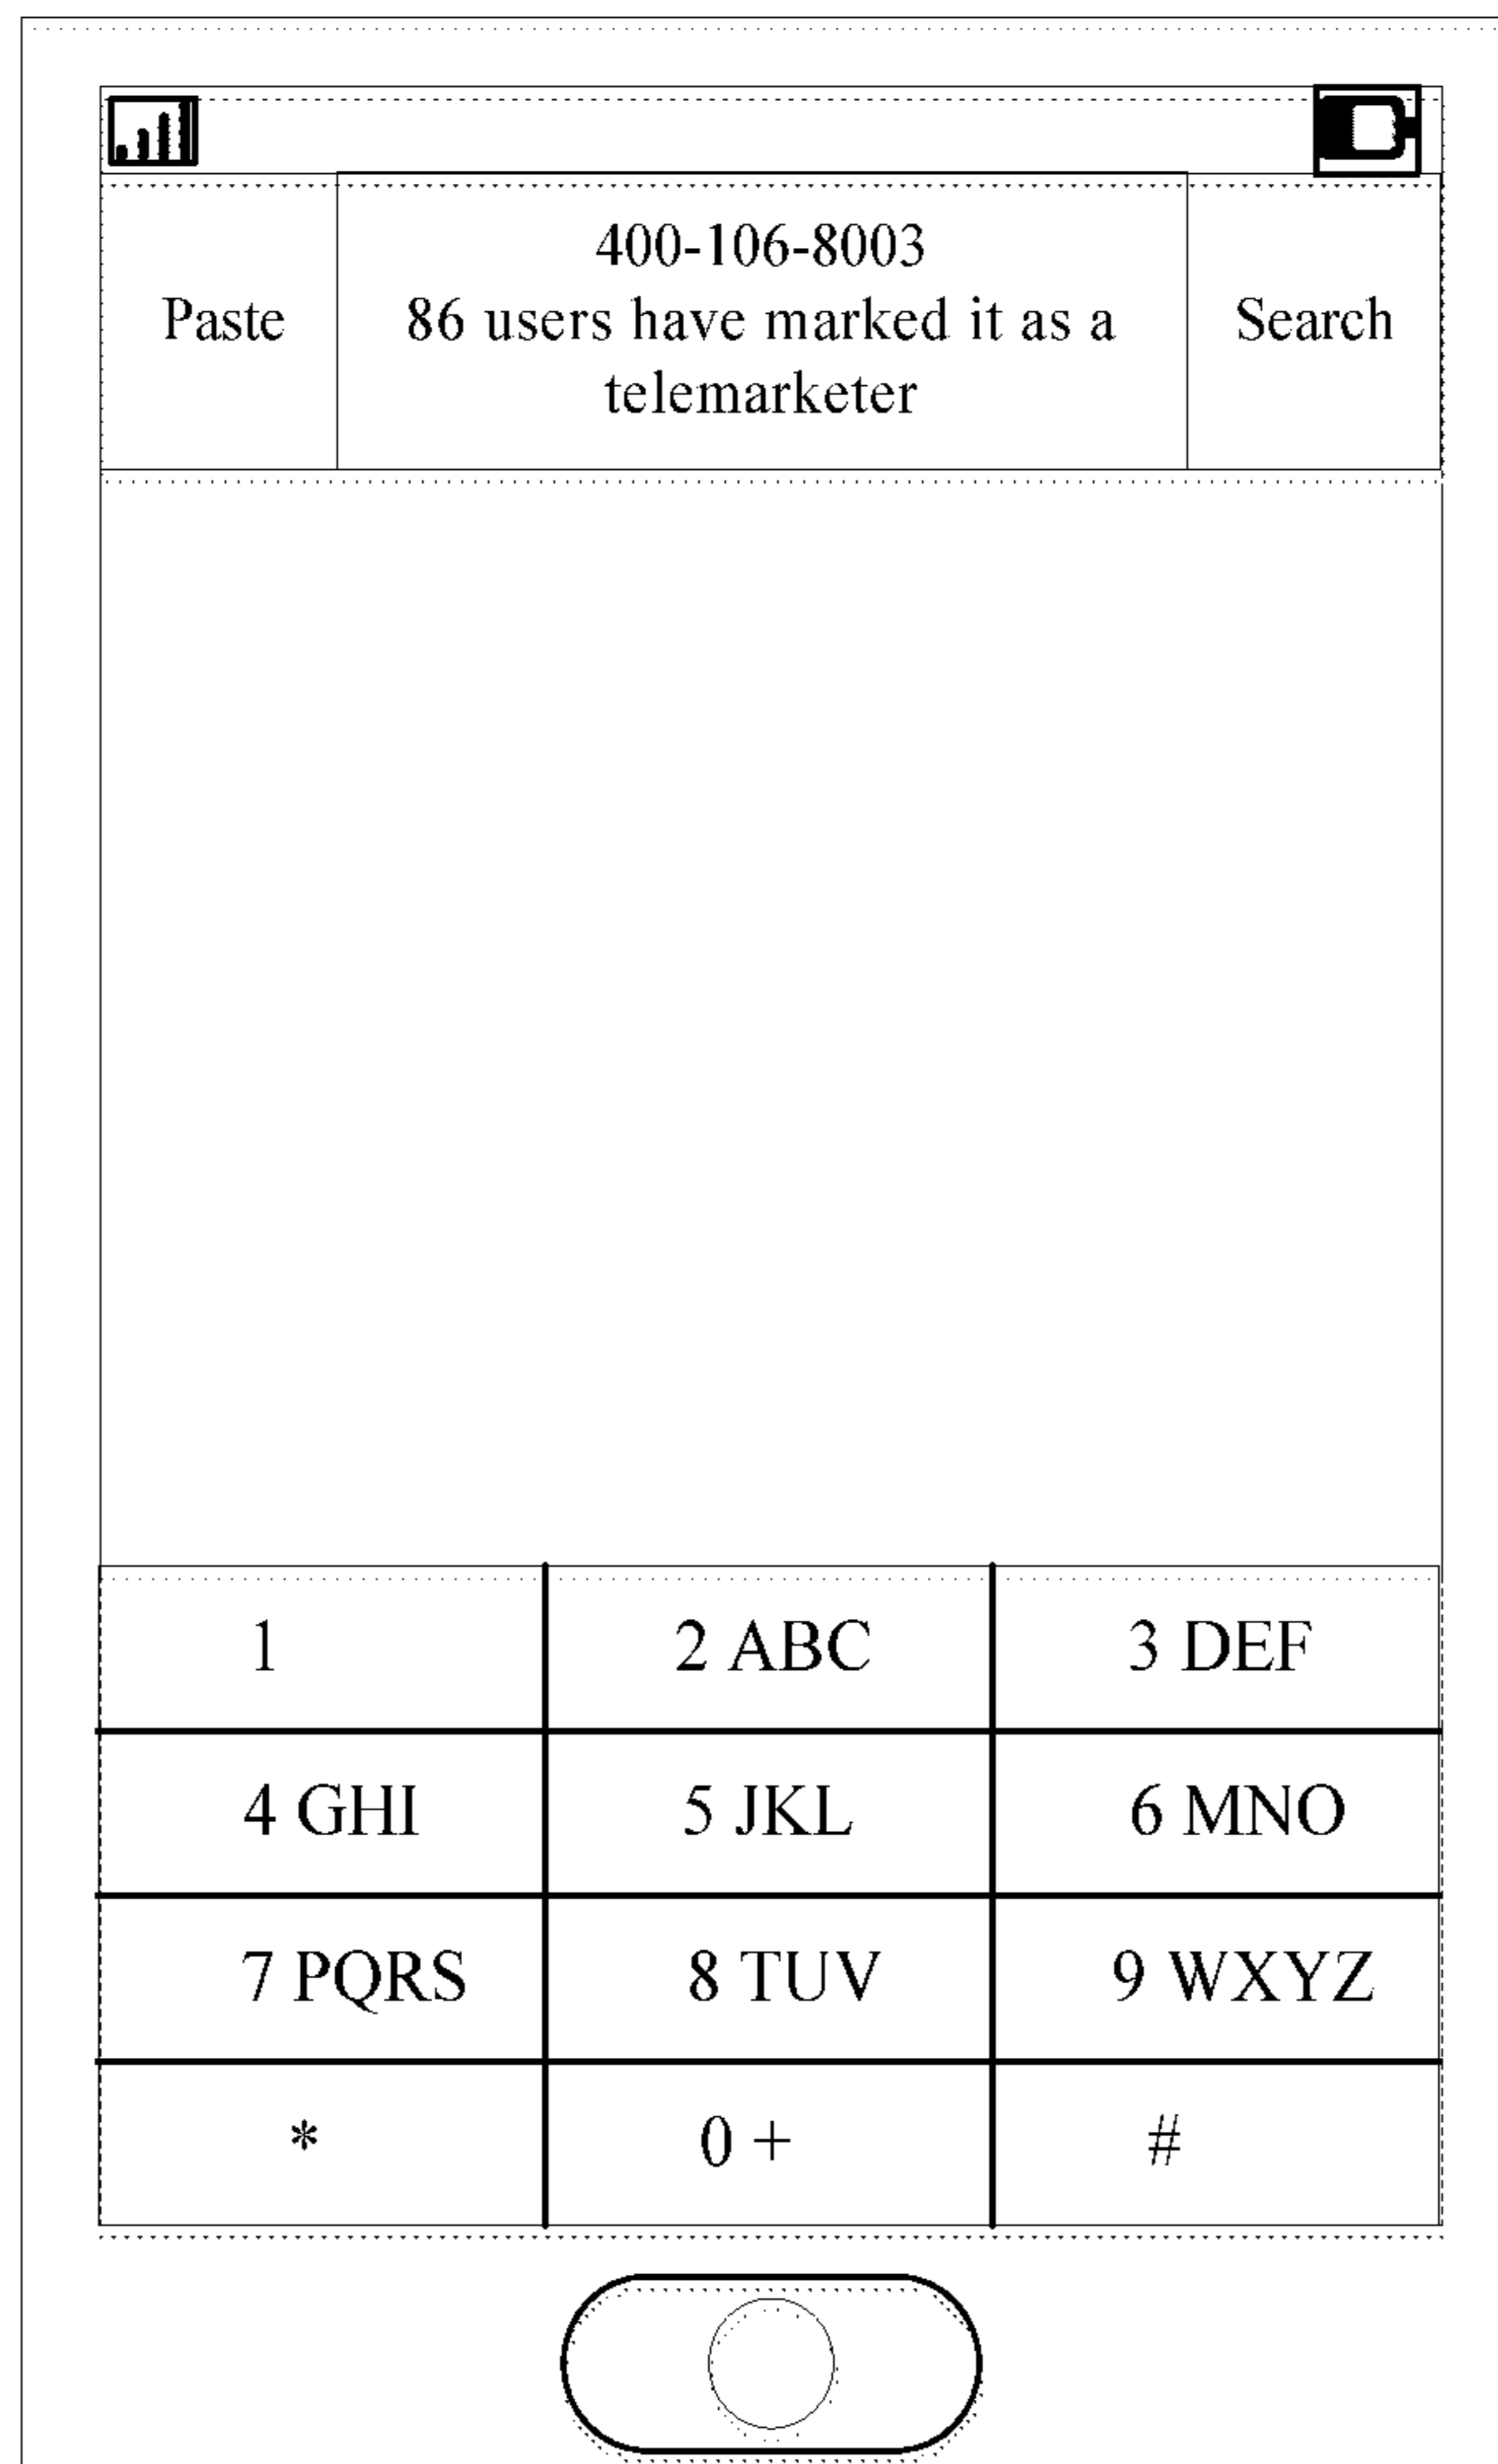 400-106-8003
Paste 86 users have marked it as a Search
telemarketer
1 2 ABC 3 DEF
4 GHI 5 JKL 6 MNO
7 PQRS 8 TUV 9 WXYZ
* 0 + #